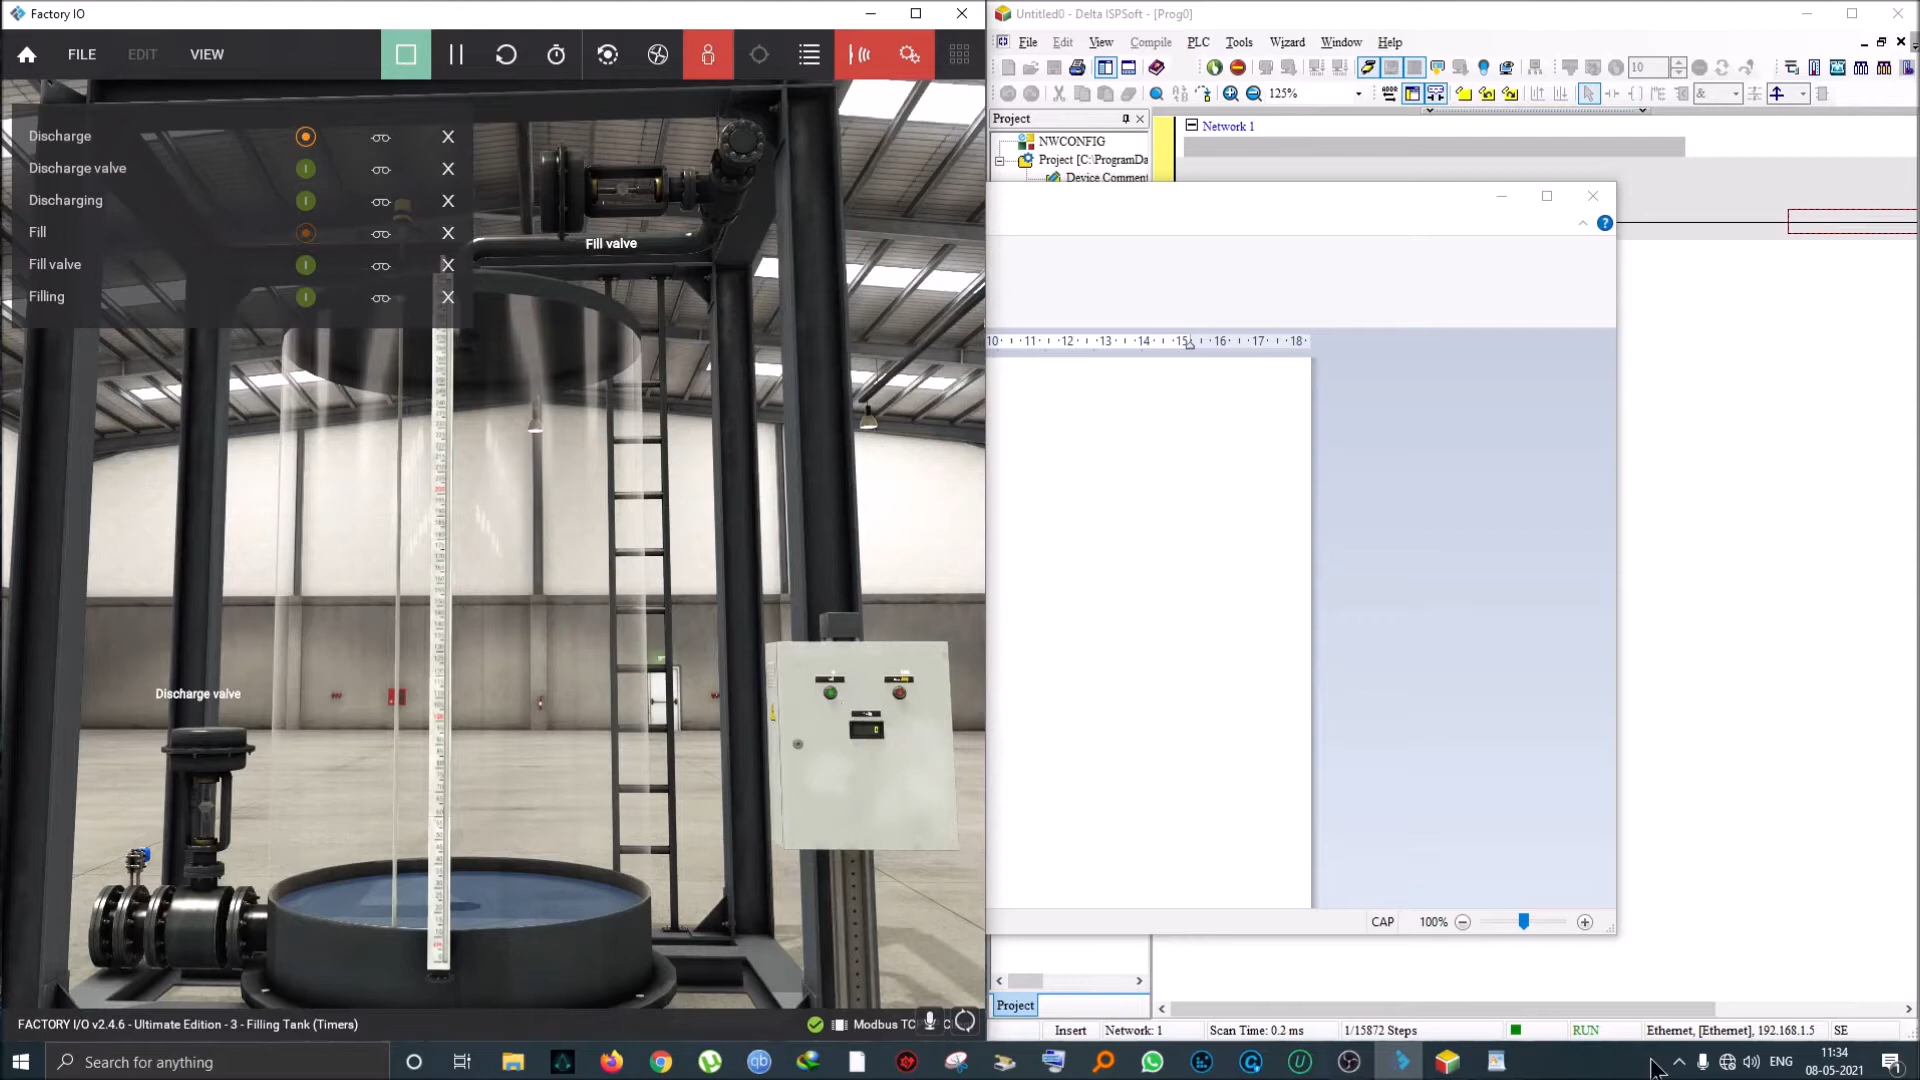 Factory IO
FILE EDIT VIEW
Discharge X
Discharge valve X
Discharging X
Fill X
Fill valve X
Filling X
Fill valve
Discharge valve
FACTORY I/O v2.4.6 - Ultimate Edition - 3 - Filling Tank (Timers)
Modbus TC
Untitled0 - Delta ISPSoft - [Prog0]
File Edit View Compile PLC Tools Wizard Window Help
10
125%
&
Project
NWCONFIG
Project [C:\ProgramDa
Device Comment
Network 1
10 11 12 13 14 15 16 17 18
CAP 100%
Project
Insert Network: 1 Scan Time: 0.2 ms 1/15872 Steps RUN Ethernet, [Ethernet], 192.168.1.5 SE
Search for anything
ENG
11:34
08-05-2021
1